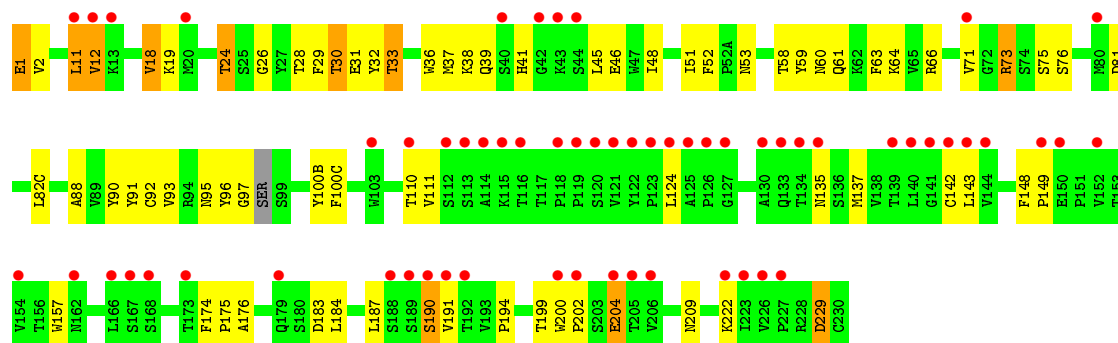 E1 V2 L11 V12 K13 V18 K19 M20 T24 S25 G26 Y27 T28 F29 T30 E31 Y32 T33 W36 M37 K38 Q39 S40 H41 G42 K43 S44 L45 E46 W47 I48 I51 F52 P52A N53 T58 Y59 N60 Q61 K62 F63 K64 V65 R66 V71 G72 R73 S74 S75 S76 M80
L82C A88 V89 Y90 Y91 C92 V93 R94 N95 Y96 G97 SER S99 Y100B F100C W103 T110 V111 S112 S113 A114 K115 T116 T117 P118 P119 S120 V121 Y122 P123 L124 A125 P126 G127 A130 Q133 T134 N135 S136 M137 V138 T139 L140 G141 C142 L143 V144 F148 P149 E150 P151 V152 T153
V154 T156 W157 N162 L166 S167 S168 T173 F174 P175 A176 Q179 S180 D183 L184 L187 S188 S189 S190 V191 T192 V193 P194 T199 W200 P202 S203 E204 T205 V206 N209 K222 I223 V226 P227 R228 D229 C230